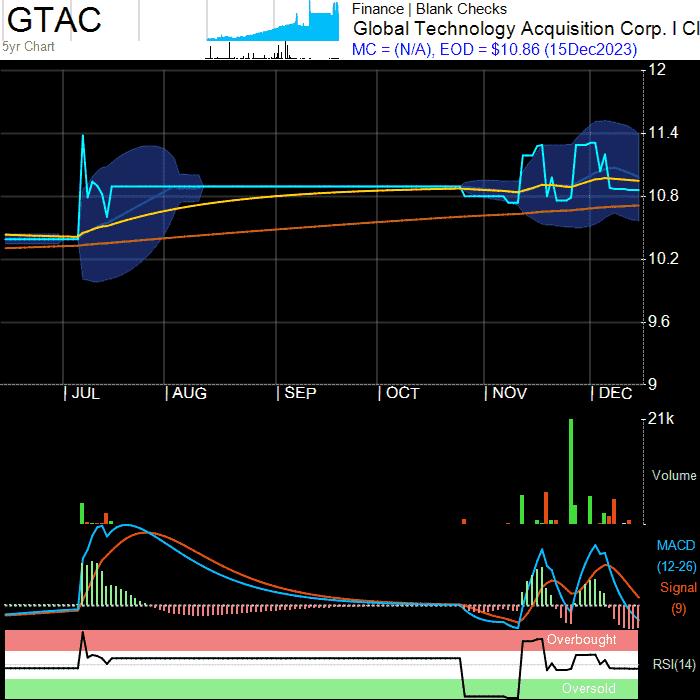 GTAC
5yr Chart
Finance | Blank Checks
Global Technology Acquisition Corp. I Cl
MC = (N/A), EOD = $10.86 (15Dec2023)
12
11.4
10.8
10.2
9.6
9
JUL AUG SEP OCT NOV DEC
21k
Volume
MACD
(12-26)
Signal
(9)
Overbought
RSI(14)
Oversold